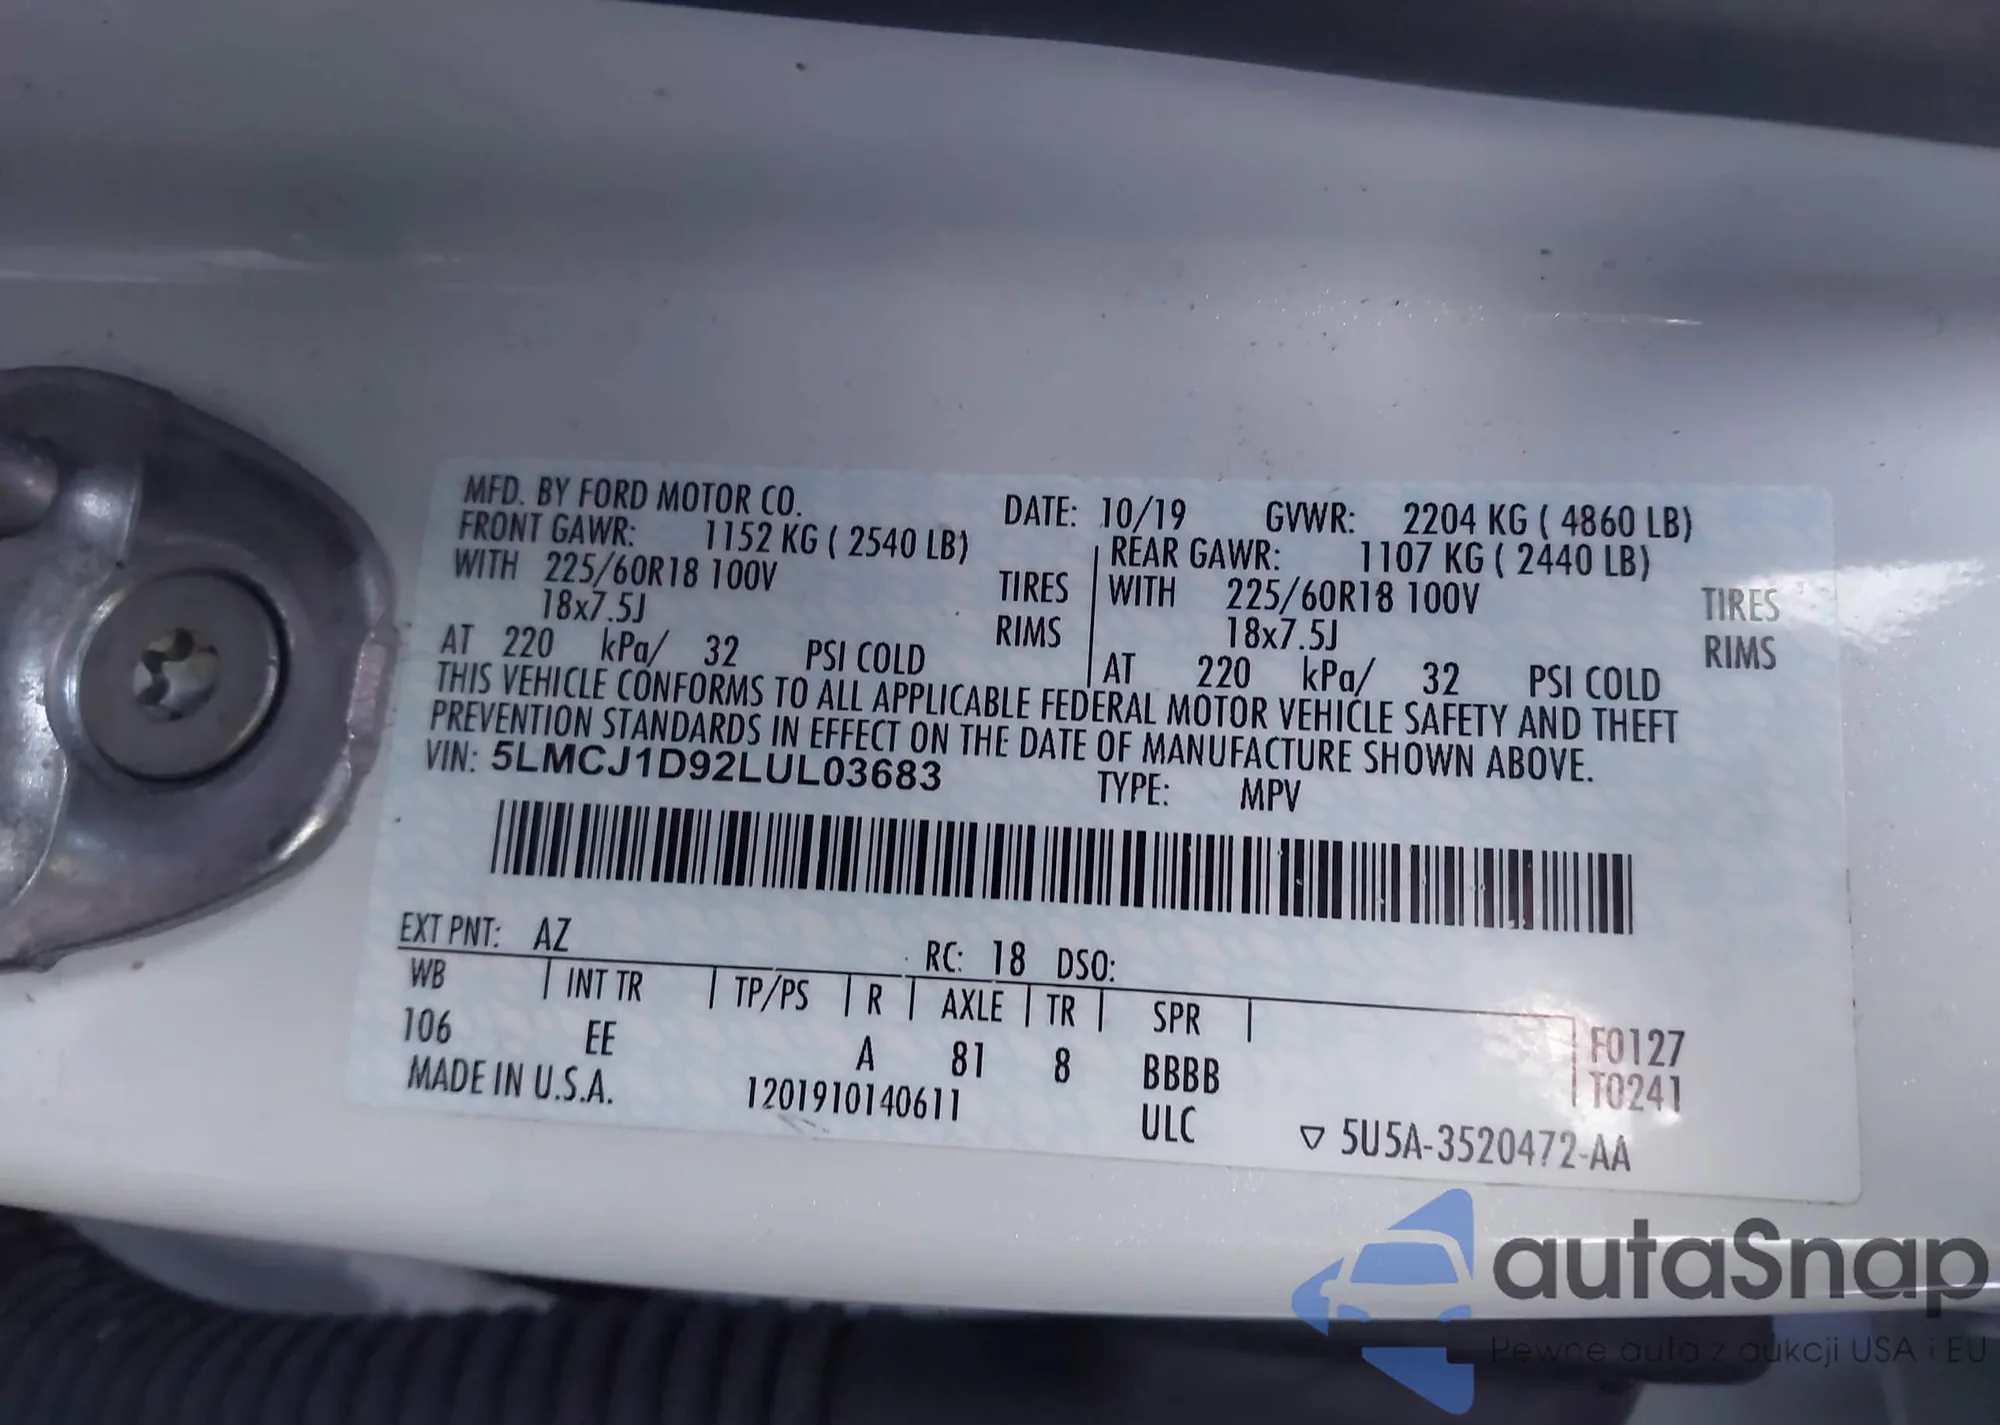 MFD. BY FORD MOTOR CO. DATE: 10/19 GVWR: 2204 KG ( 4860 LB)
FRONT GAWR: 1152 KG ( 2540 LB) REAR GAWR: 1107 KG ( 2440 LB)
WITH 225/60R18 100V TIRES WITH 225/60R18 100V TIRES
18x7.5J RIMS 18x7.5J RIMS
AT 220 kPa/ 32 PSI COLD AT 220 kPa/ 32 PSI COLD
THIS VEHICLE CONFORMS TO ALL APPLICABLE FEDERAL MOTOR VEHICLE SAFETY AND THEFT
PREVENTION STANDARDS IN EFFECT ON THE DATE OF MANUFACTURE SHOWN ABOVE.
VIN: 5LMCJ1D92LUL03683 TYPE: MPV
EXT PNT: AZ RC: 18 DSO:
WB INT TR TP/PS R AXLE TR SPR F0127
106 EE A 81 8 BBBB T0241
MADE IN U.S.A. 1201910140611 ULC ▽ 5U5A-3520472-AA
autaSnap
Pewne auta z aukcji USA i EU